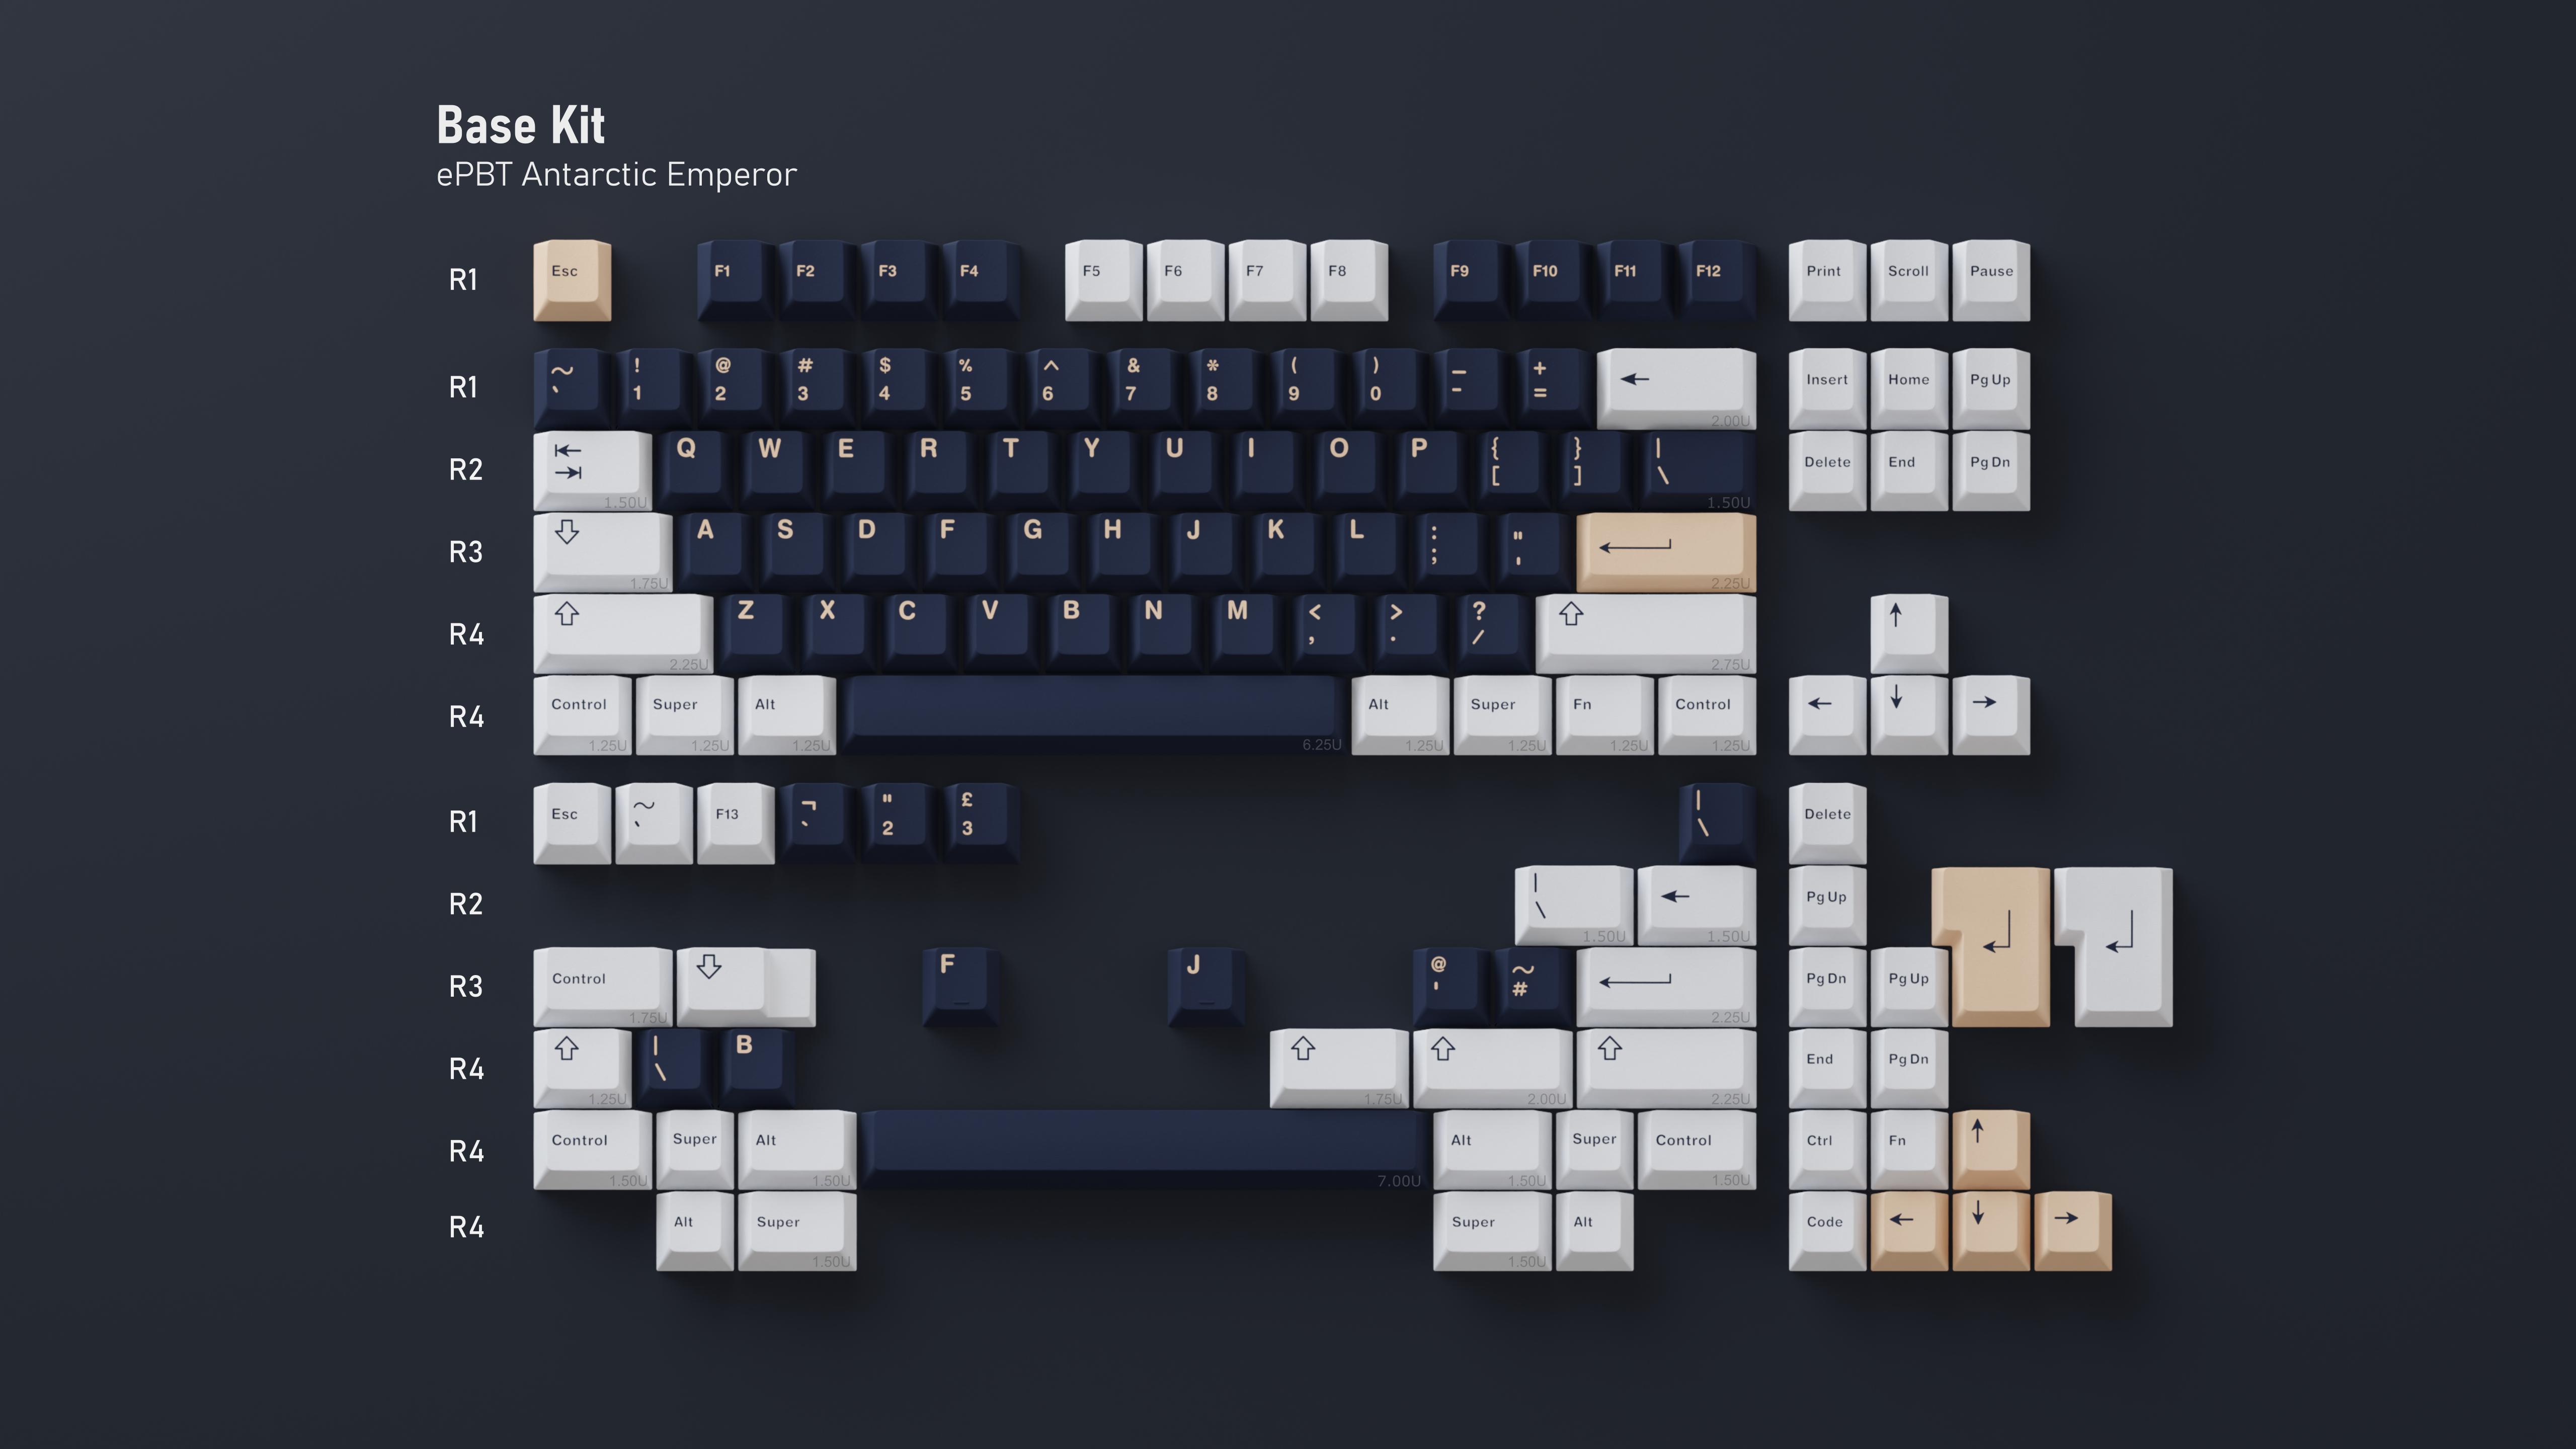 Base Kit
ePBT Antarctic Emperor
R1 Esc F1 F2 F3 F4 F5 F6 F7 F8 F9 F10 F11 F12 Print Scroll Pause
R1 ~ ` ! 1 @ 2 # 3 $ 4 % 5 ^ 6 & 7 * 8 ( 9 ) 0 _ - + = ← 2.00U Insert Home Pg Up
R2 ⇤ ⇥ 1.50U Q W E R T Y U I O P { [ } ] | \ 1.50U Delete End Pg Dn
R3 ⇩ 1.75U A S D F G H J K L : ; " ' ↵ 2.25U
R4 ⇧ 2.25U Z X C V B N M < , > . ? / ⇧ 2.75U ↑
R4 Control 1.25U Super 1.25U Alt 1.25U 6.25U Alt 1.25U Super 1.25U Fn 1.25U Control 1.25U ← ↓ →
R1 Esc ~ ` F13 ¬ ` " 2 £ 3 | \ Delete
R2 | \ 1.50U ← 1.50U Pg Up ↵ ↵
R3 Control 1.75U ⇩ F J @ ' ~ # ↵ 2.25U Pg Dn Pg Up
R4 ⇧ 1.25U | \ B ⇧ 1.75U ⇧ 2.00U ⇧ 2.25U End Pg Dn
R4 Control 1.50U Super Alt 1.50U 7.00U Alt 1.50U Super Control 1.50U Ctrl Fn ↑
R4 Alt Super 1.50U Super 1.50U Alt Code ← ↓ →